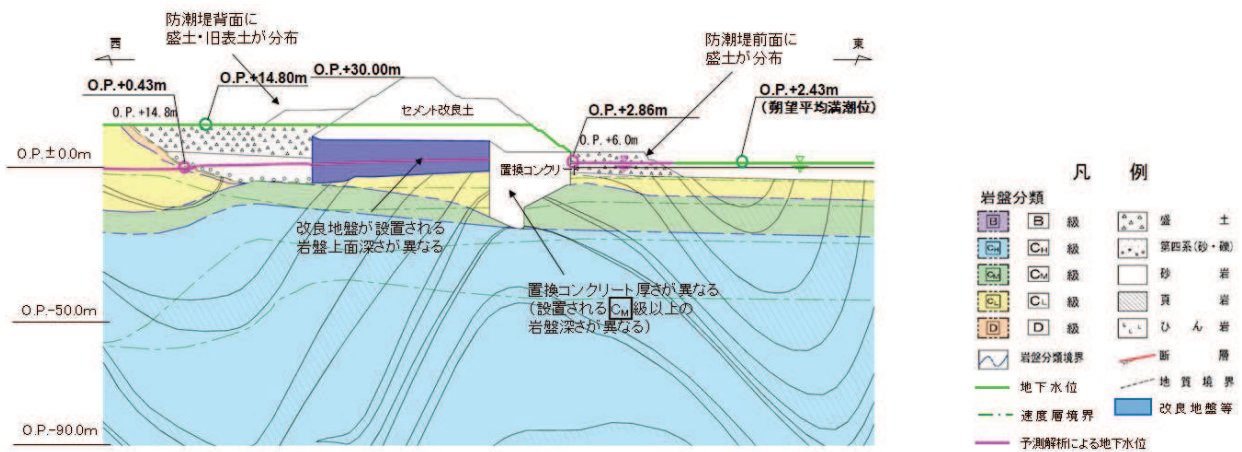 防潮堤背面に
盛土・旧表土が分布
防潮堤前面に
盛土が分布
西
東
O.P.+0.43m
O.P.+14.80m
O.P.+30.00m
O.P.+2.43m
(朔望平均満潮位)
O.P.+2.86m
O.P.+14.8m
セメント改良土
O.P.+6.0m
O.P.±0.0m
置換コンクリート
改良地盤が設置される
岩盤上面深さが異なる
置換コンクリート厚さが異なる
(設置されるCM級以上の
岩盤深さが異なる)
O.P.-50.0m
O.P.-90.0m
凡例
岩盤分類
B B 級
CH CH 級
CM CM 級
CL CL 級
D D 級
岩盤分類境界
地下水位
速度層境界
予測解析による地下水位
盛土
第四系(砂・礫)
砂岩
頁岩
ひん岩
断層
地質境界
改良地盤等